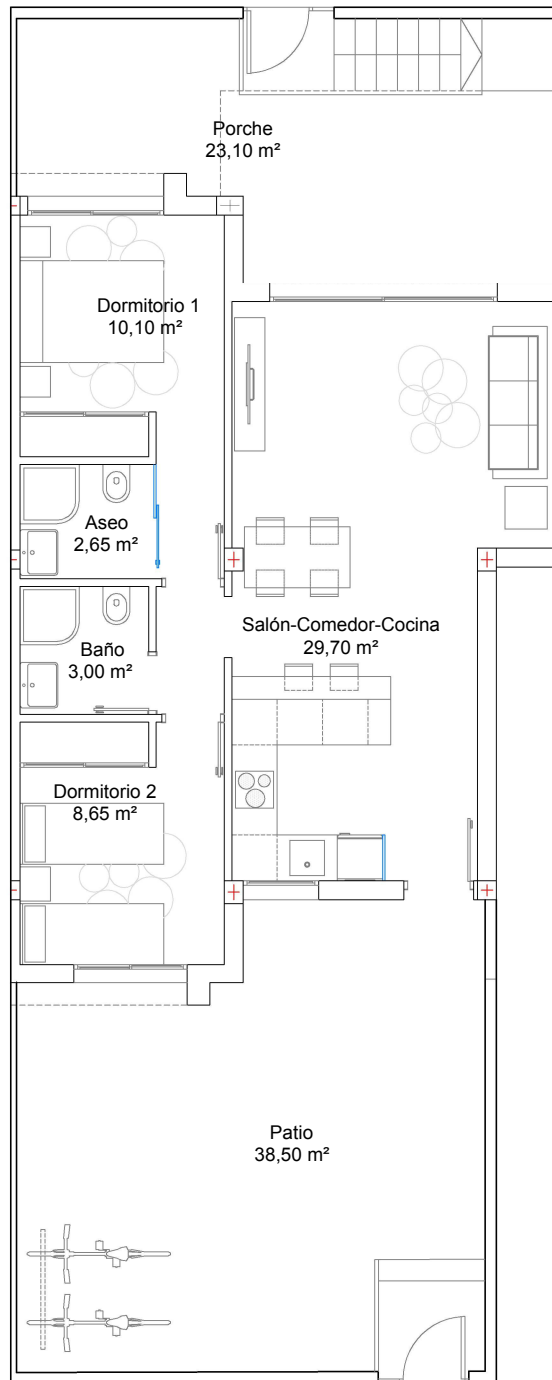 Porche
23,10 m²
Dormitorio 1
10,10 m²
Aseo
2,65 m²
Salón-Comedor-Cocina
29,70 m²
Baño
3,00 m²
Dormitorio 2
8,65 m²
Patio
38,50 m²